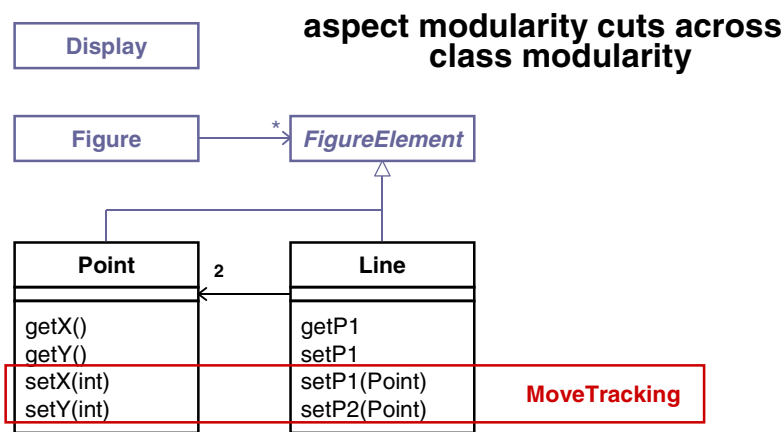 aspect modularity cuts across
class modularity
Display
Figure
*
FigureElement
Point
2
Line
getX()
getY()
setX(int)
setY(int)
getP1
setP1
setP1(Point)
setP2(Point)
MoveTracking